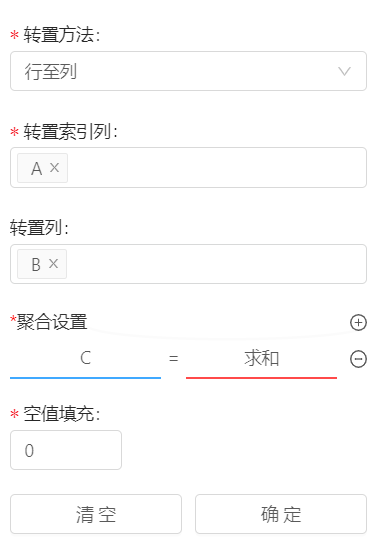 * 转置方法:
行至列
* 转置索引列:
A ×
转置列:
B ×
*聚合设置
C = 求和
* 空值填充:
0
清 空 确 定